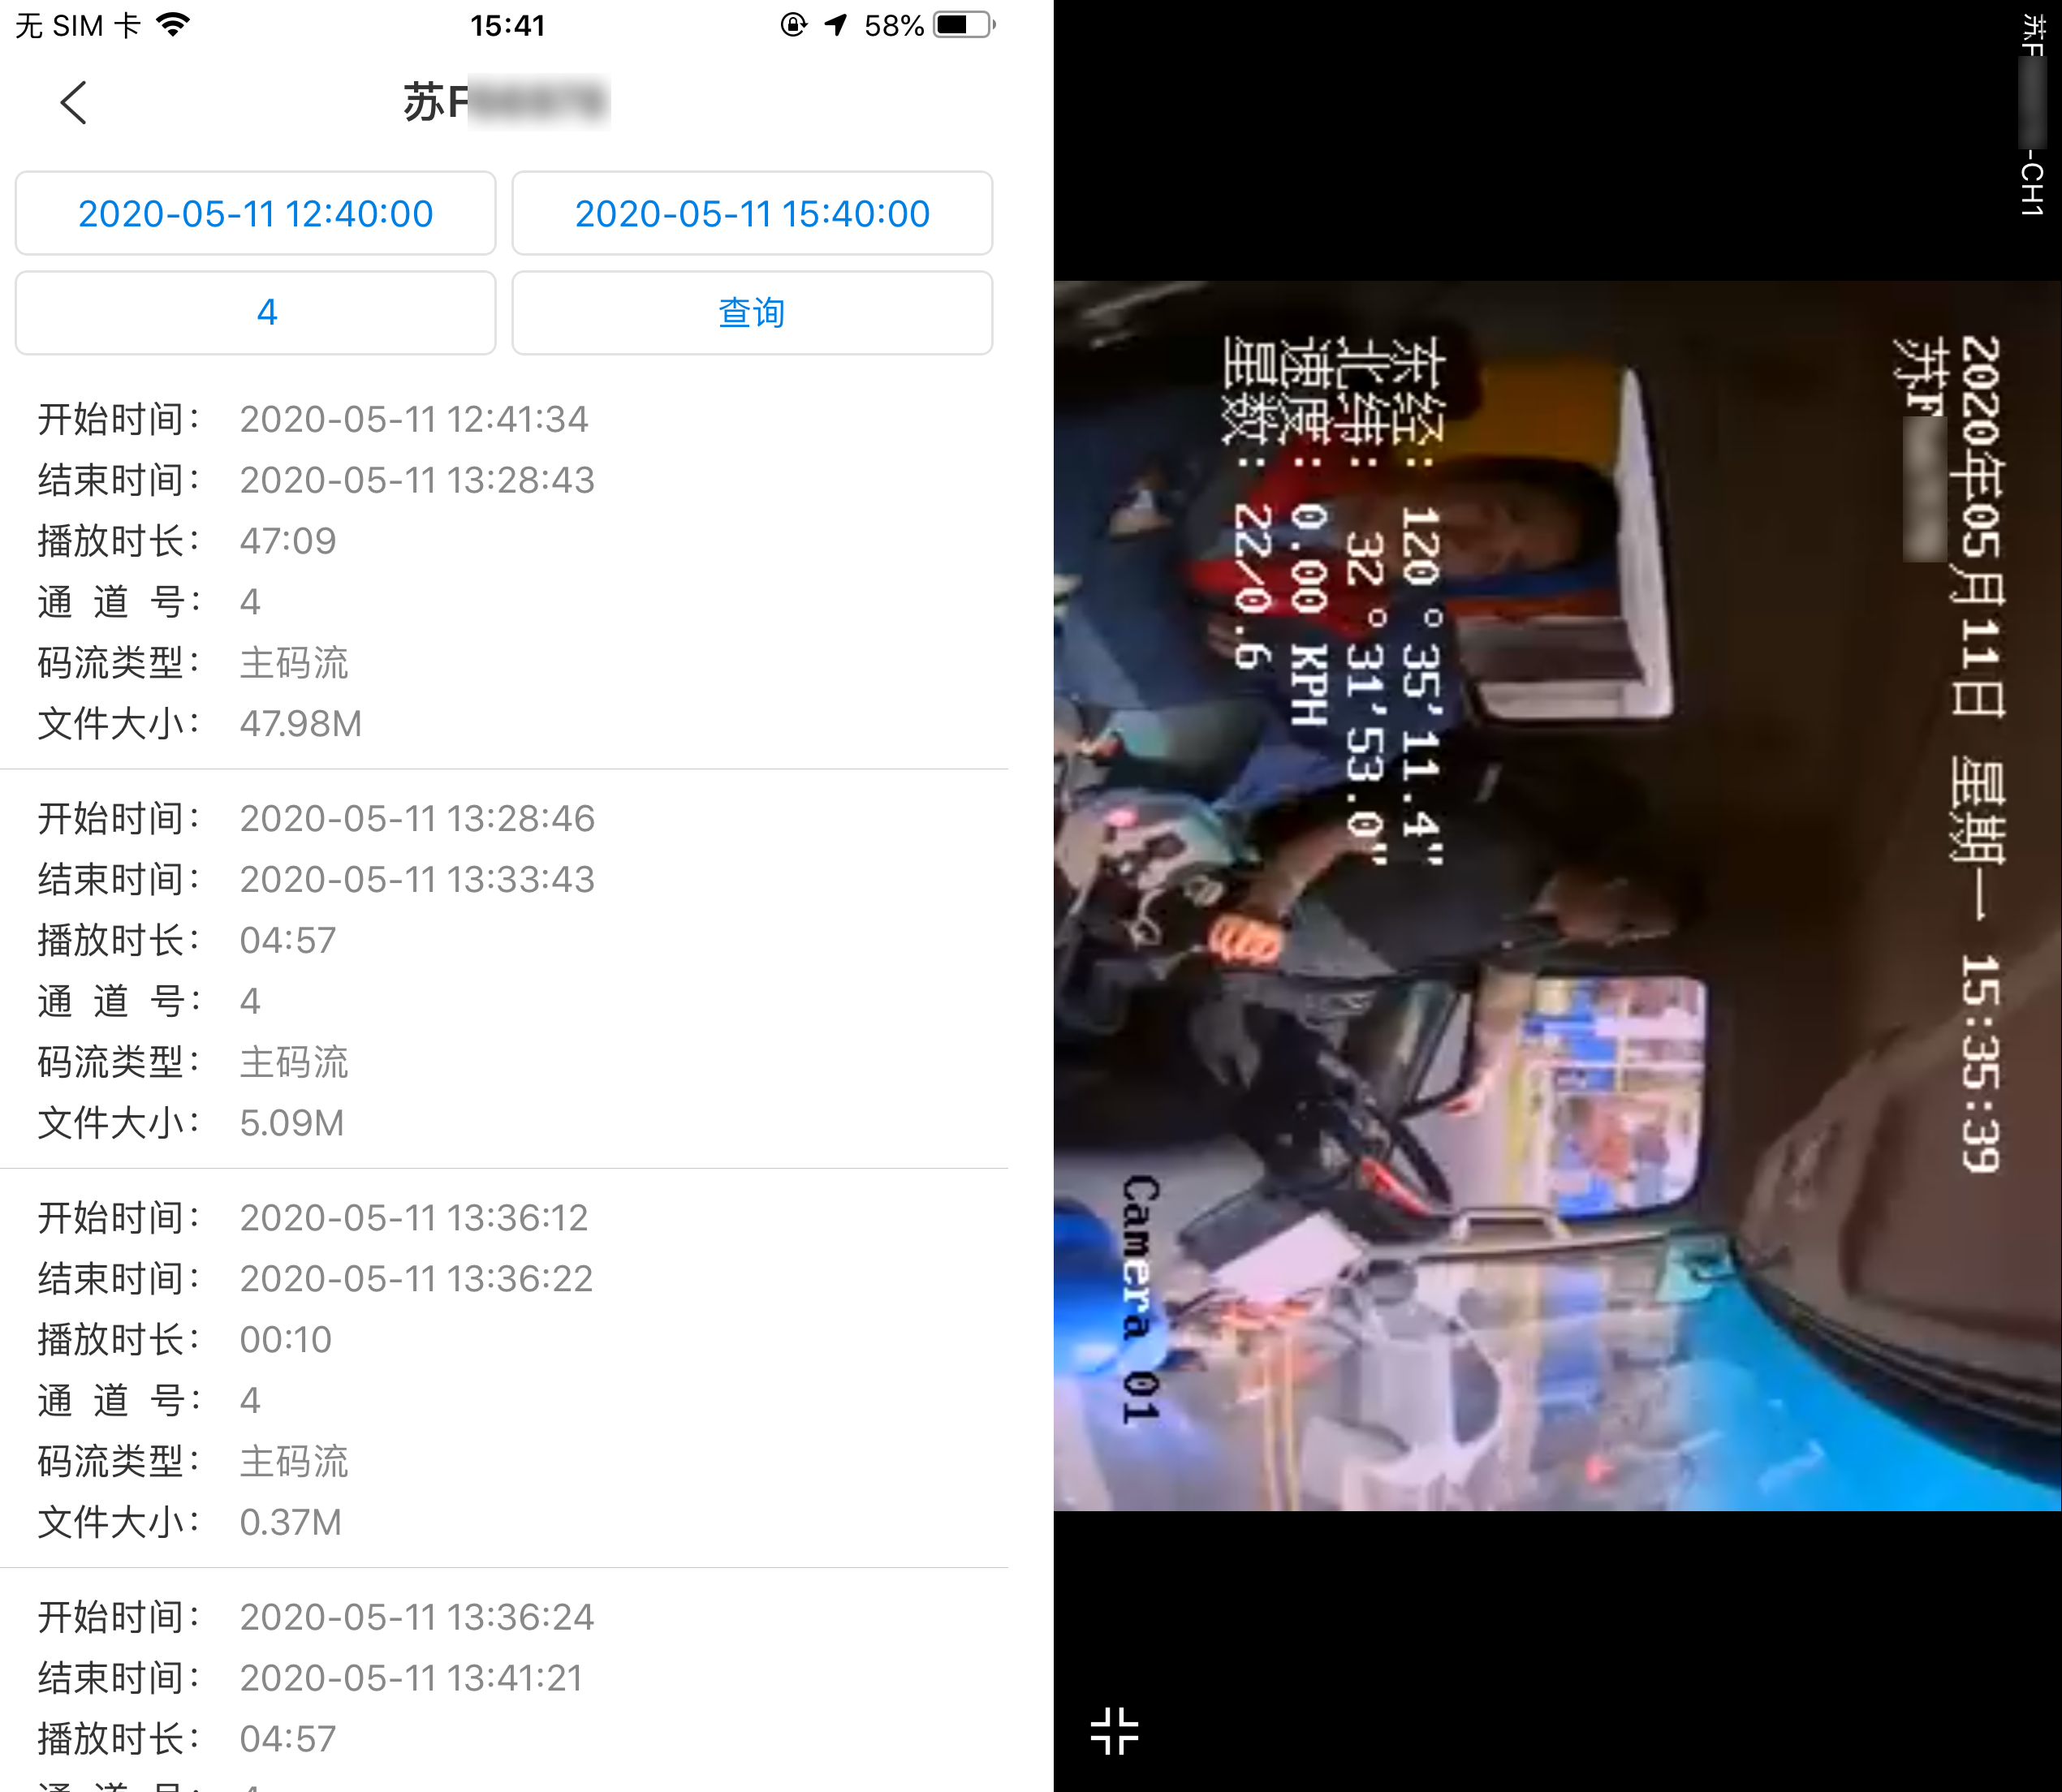 无 SIM 卡
15:41
58%
苏F
2020-05-11 12:40:00
2020-05-11 15:40:00
4
查询
开始时间： 2020-05-11 12:41:34
结束时间： 2020-05-11 13:28:43
播放时长： 47:09
通 道 号： 4
码流类型： 主码流
文件大小： 47.98M
开始时间： 2020-05-11 13:28:46
结束时间： 2020-05-11 13:33:43
播放时长： 04:57
通 道 号： 4
码流类型： 主码流
文件大小： 5.09M
开始时间： 2020-05-11 13:36:12
结束时间： 2020-05-11 13:36:22
播放时长： 00:10
通 道 号： 4
码流类型： 主码流
文件大小： 0.37M
开始时间： 2020-05-11 13:36:24
结束时间： 2020-05-11 13:41:21
播放时长： 04:57
通 道 号： 4
苏F -CH1
2020年05月11日 星期一 15:35:39
苏F
东经: 120°35'11.4"
北纬: 32°31'53.0"
速度: 0.00 KPH
星数: 22/0.6
Camera 01